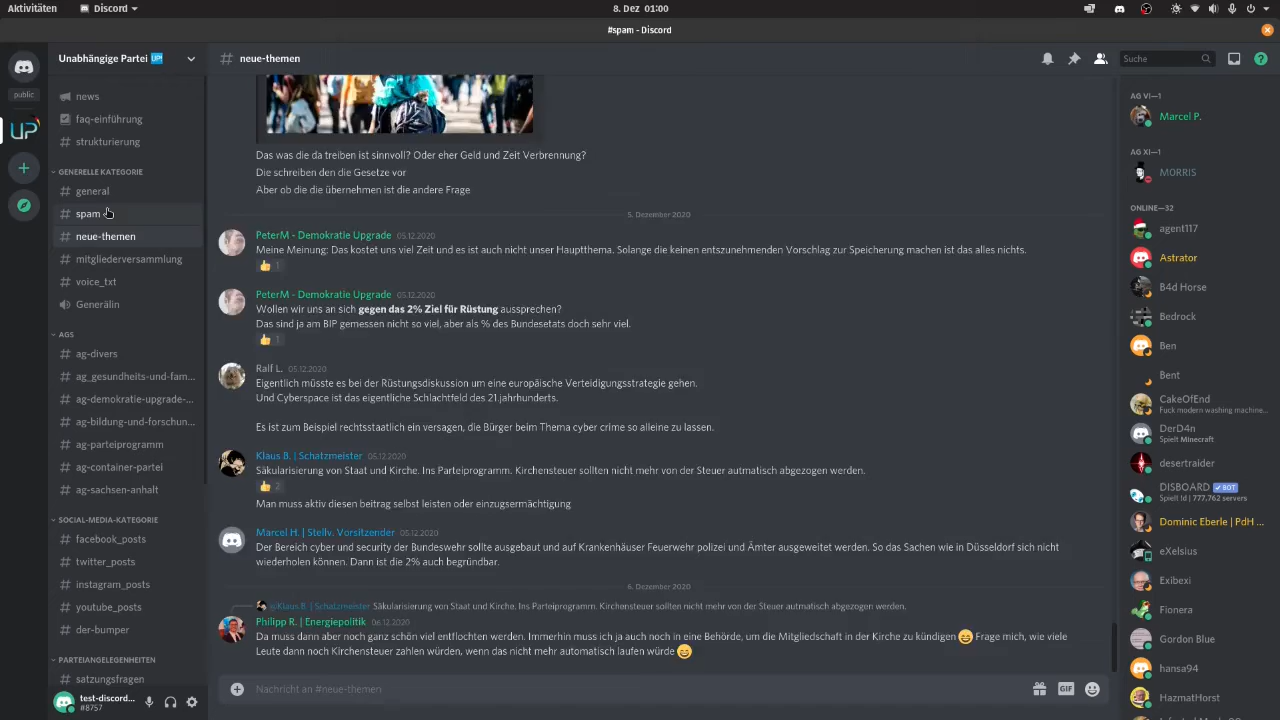 Aktivitäten
Discord
8. Dez 01:00
#spam - Discord
Unabhängige Partei UP!
public
UP
news
faq-einführung
strukturierung
GENERELLE KATEGORIE
general
spam
neue-themen
mitgliederversammlung
voice_txt
Generälin
AGS
ag-divers
ag_gesundheits-und-fam...
ag-demokratie-upgrade-...
ag-bildung-und-forschun...
ag-parteiprogramm
ag-container-partei
ag-sachsen-anhalt
SOCIAL-MEDIA-KATEGORIE
facebook_posts
twitter_posts
instagram_posts
youtube_posts
der-bumper
PARTEIANGELEGENHEITEN
satzungsfragen
test-discord...
#8757
# neue-themen
Suche
Das was die da treiben ist sinnvoll? Oder eher Geld und Zeit Verbrennung?
Die schreiben den die Gesetze vor
Aber ob die die übernehmen ist die andere Frage
5. Dezember 2020
PeterM - Demokratie Upgrade 05.12.2020
Meine Meinung: Das kostet uns viel Zeit und es ist auch nicht unser Hauptthema. Solange die keinen entszunehmenden Vorschlag zur Speicherung machen ist das alles nichts.
1
PeterM - Demokratie Upgrade 05.12.2020
Wollen wir uns an sich gegen das 2% Ziel für Rüstung aussprechen?
Das sind ja am BIP gemessen nicht so viel, aber als % des Bundesetats doch sehr viel.
1
Ralf L. 05.12.2020
Eigentlich müsste es bei der Rüstungsdiskussion um eine europäische Verteidigungsstrategie gehen.
Und Cyberspace ist das eigentliche Schlachtfeld des 21.jahrhunderts.
Es ist zum Beispiel rechtsstaatlich ein versagen, die Bürger beim Thema cyber crime so alleine zu lassen.
Klaus B. | Schatzmeister 05.12.2020
Säkularisierung von Staat und Kirche. Ins Parteiprogramm. Kirchensteuer sollten nicht mehr von der Steuer autmatisch abgezogen werden.
2
Man muss aktiv diesen beitrag selbst leisten oder einzugsermächtigung
Marcel H. | Stellv. Vorsitzender 05.12.2020
Der Bereich cyber und security der Bundeswehr sollte ausgebaut und auf Krankenhäuser Feuerwehr polizei und Ämter ausgeweitet werden. So das Sachen wie in Düsseldorf sich nicht
wiederholen können. Dann ist die 2% auch begründbar.
6. Dezember 2020
Klaus B. | Schatzmeister Säkularisierung von Staat und Kirche. Ins Parteiprogramm. Kirchensteuer sollten nicht mehr von der Steuer autmatisch abgezogen werden.
Philipp R. | Energiepolitik 06.12.2020
Da muss dann aber noch ganz schön viel entflochten werden. Immerhin muss ich ja auch noch in eine Behörde, um die Mitgliedschaft in der Kirche zu kündigen 😄 Frage mich, wie viele
Leute dann noch Kirchensteuer zahlen würden, wenn das nicht mehr automatisch laufen würde 😄
Nachricht an #neue-themen
GIF
AG VI—1
Marcel P.
AG XI—1
M0RRIS
ONLINE—32
agent117
Astrator
B4d Horse
Bedrock
Ben
Bent
CakeOfEnd
Fuck modern washing machine...
DerD4n
Spielt Minecraft
desertraider
DISBOARD BOT
Spielt !d | 777,762 servers
Dominic Eberle | PdH ...
eXelsius
Exibexi
Fionera
Gordon Blue
hansa94
HazmatHorst